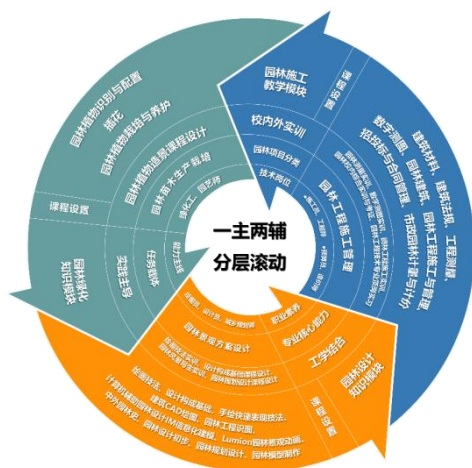 一主两辅
分层滚动
园林施工
教学模块
课程设置
校内外实训
园林项目分类
技术岗位
建筑材料、建筑法规、工程测量、
数字测图、园林建筑、园林工程施工与管理、
招投标与合同管理、市政园林计量与计价
园林工程施工管理
园林设计
知识模块
课程设置
工学结合
专业核心能力
职业素养
园林景观方案设计
绘画技法、设计构成基础、手绘快速表现技法、
建筑CAD绘图、园林工程识图、
计算机辅助园林设计IM信息化建模、Lumion园林景观动画、
中外园林史、园林设计初步、园林规划设计、园林模型制作
园林绿化
知识模块
课程设置
实践主导
任务载体
能力主线
园林植物识别与配置
插花
园林植物栽培与养护
园林植物造景课程设计
园林苗木生产栽培
绿化工、园艺师